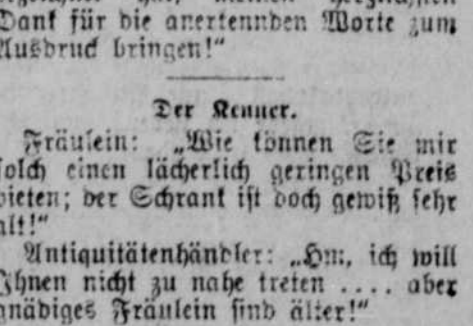 Dank für die anerkennden Worte zum
Ausdruck bringen!"
Der Kenner.
Fräulein: „Wie können Sie mir
solch einen lächerlich geringen Preis
bieten; der Schrank ist doch gewiß sehr
alt!"
Antiquitätenhändler: „Hm, ich will
Ihnen nicht zu nahe treten .... aber
gnädiges Fräulein sind älter!"